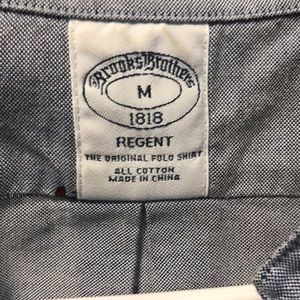 Brooks Brothers
M
1818
REGENT
THE ORIGINAL POLO SHIRT
ALL COTTON
MADE IN CHINA